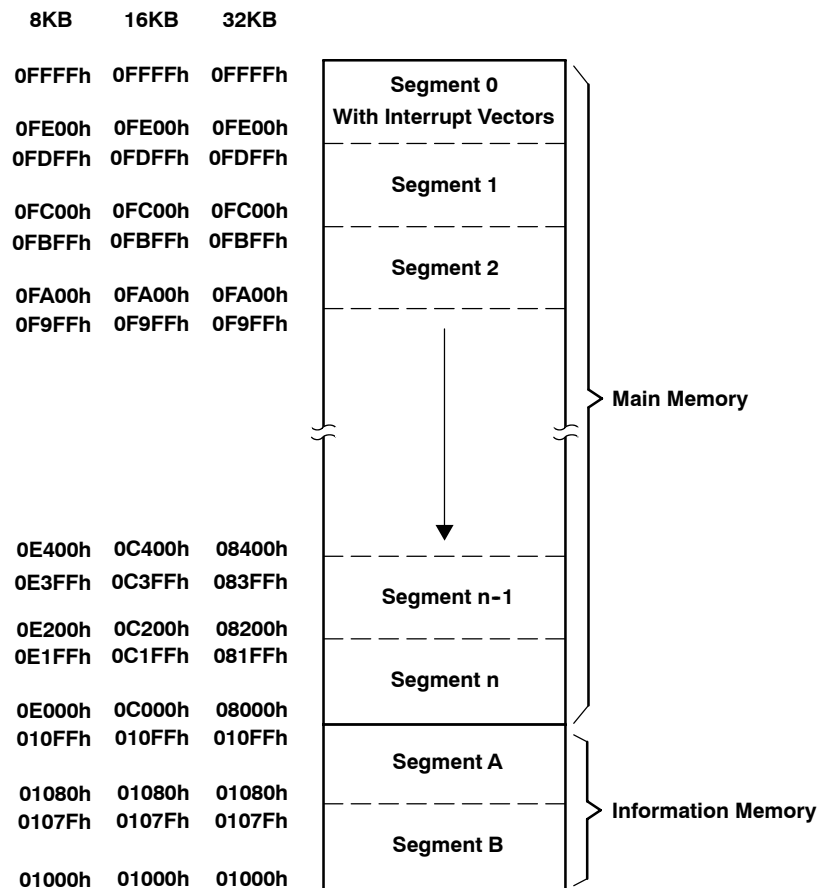 8KB 16KB 32KB
0FFFFh 0FFFFh 0FFFFh
Segment 0
With Interrupt Vectors
0FE00h 0FE00h 0FE00h
0FDFFh 0FDFFh 0FDFFh
Segment 1
0FC00h 0FC00h 0FC00h
0FBFFh 0FBFFh 0FBFFh
Segment 2
0FA00h 0FA00h 0FA00h
0F9FFh 0F9FFh 0F9FFh
Main Memory
0E400h 0C400h 08400h
0E3FFh 0C3FFh 083FFh
Segment n-1
0E200h 0C200h 08200h
0E1FFh 0C1FFh 081FFh
Segment n
0E000h 0C000h 08000h
010FFh 010FFh 010FFh
Segment A
01080h 01080h 01080h
Information Memory
0107Fh 0107Fh 0107Fh
Segment B
01000h 01000h 01000h